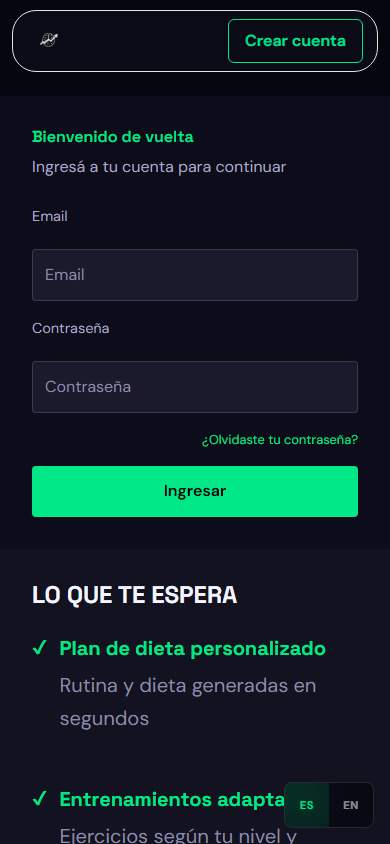 Crear cuenta
Bienvenido de vuelta
Ingresá a tu cuenta para continuar
Email
Email
Contraseña
Contraseña
¿Olvidaste tu contraseña?
Ingresar
LO QUE TE ESPERA
✓ Plan de dieta personalizado
Rutina y dieta generadas en
segundos
✓ Entrenamientos
ES EN
Ejercicios según tu nivel y